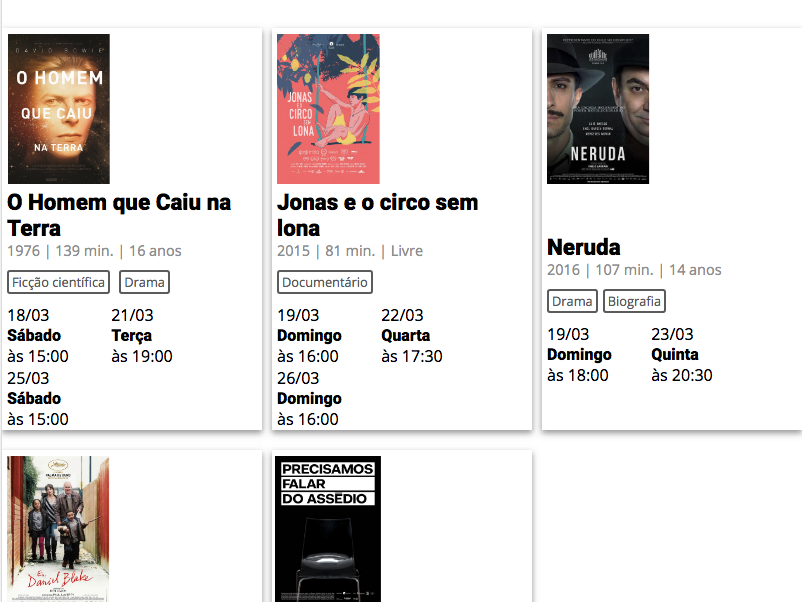 DAVID BOWIE
O HOMEM
QUE CAIU
NA TERRA
O Homem que Caiu na
Terra
1976 | 139 min. | 16 anos
Ficção científica
Drama
18/03
Sábado
às 15:00
21/03
Terça
às 19:00
25/03
Sábado
às 15:00
JONAS
E O
CIRCO
SEM
LONA
Jonas e o circo sem
lona
2015 | 81 min. | Livre
Documentário
19/03
Domingo
às 16:00
22/03
Quarta
às 17:30
26/03
Domingo
às 16:00
NERUDA
Neruda
2016 | 107 min. | 14 anos
Drama
Biografia
19/03
Domingo
às 18:00
23/03
Quinta
às 20:30
Eu,
Daniel Blake
PRECISAMOS
FALAR
DO ASSÉDIO